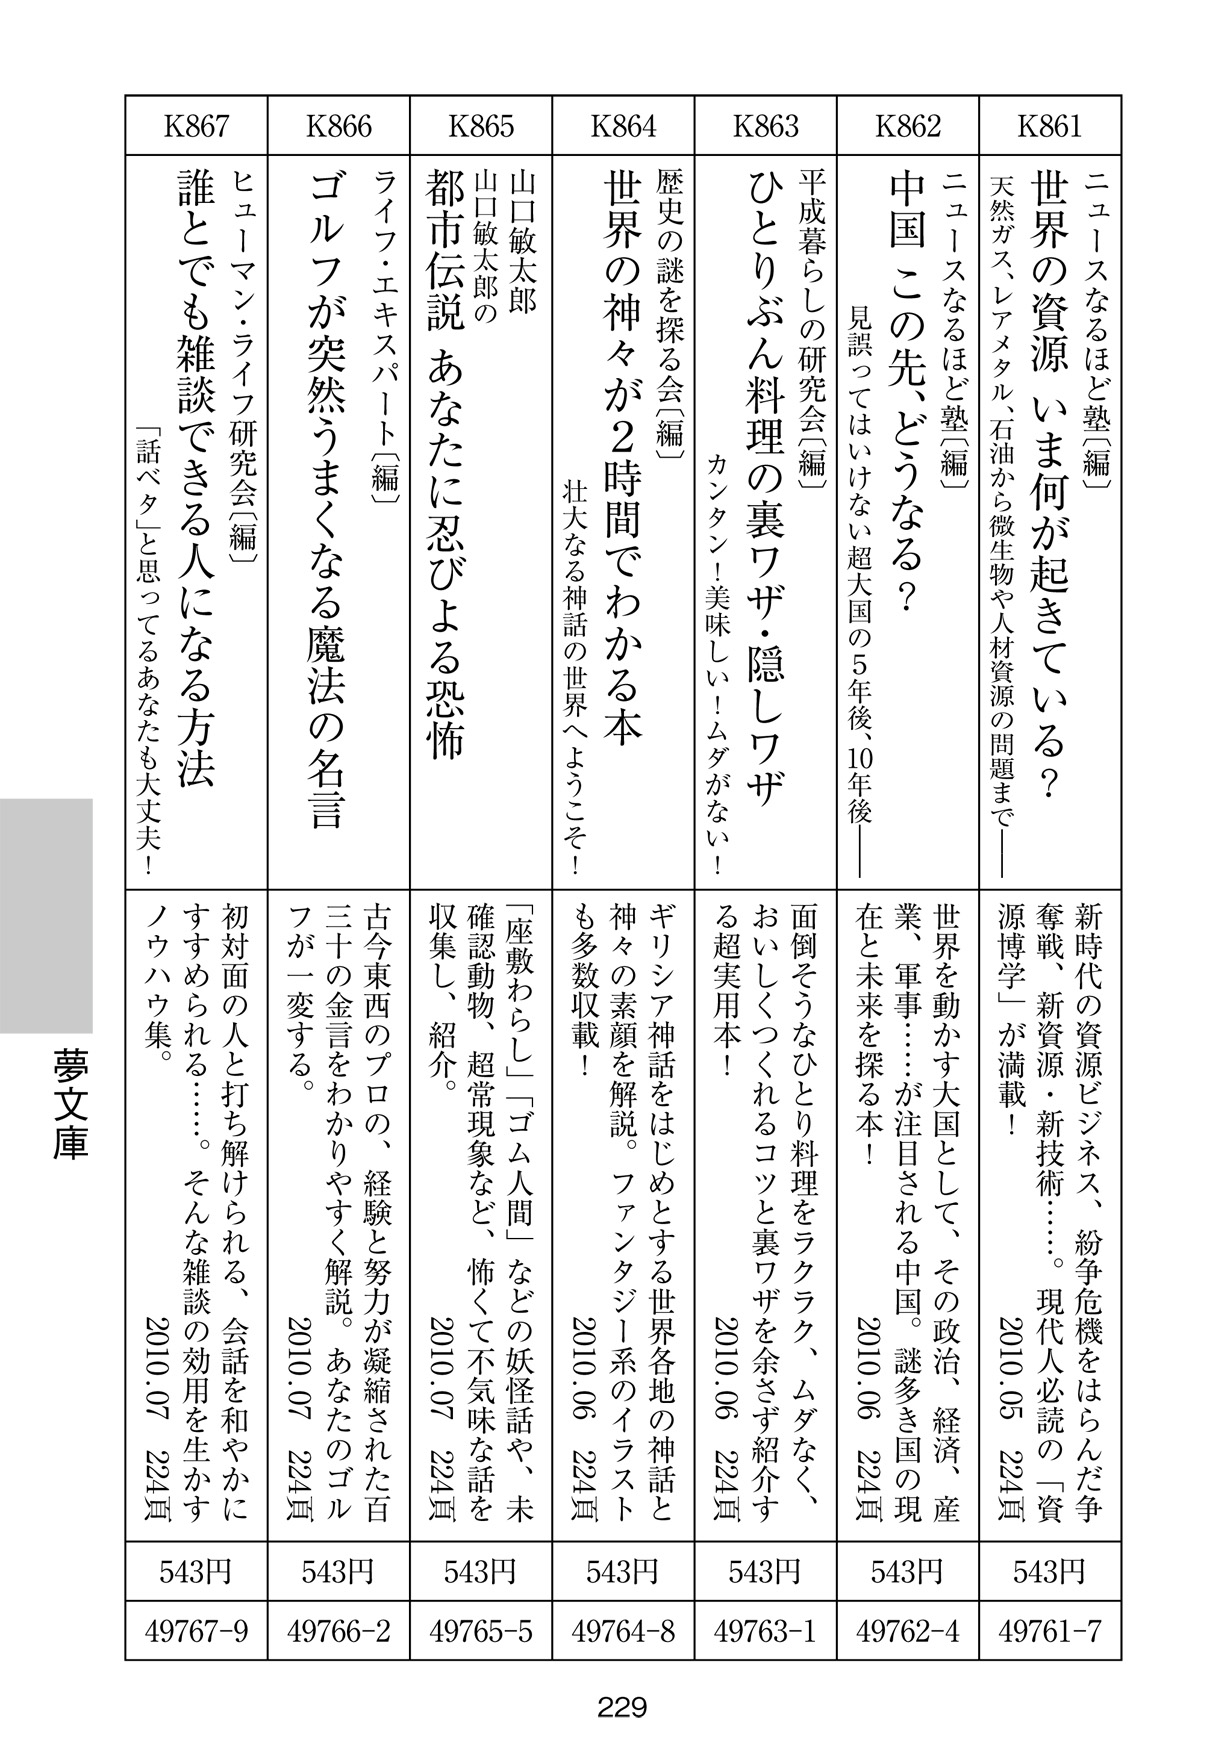 K861
ニュースなるほど塾〔編〕
世界の資源 いま何が起きている？
天然ガス、レアメタル、石油から微生物や人材資源の問題まで――
新時代の資源ビジネス、紛争危機をはらんだ争
奪戦、新資源・新技術……。現代人必読の「資
源博学」が満載！
2010.05 224頁
543円
49761-7
K862
ニュースなるほど塾〔編〕
中国 この先、どうなる？
見誤ってはいけない超大国の5年後、10年後――
世界を動かす大国として、その政治、経済、産
業、軍事……が注目される中国。謎多き国の現
在と未来を探る本！
2010.06 224頁
543円
49762-4
K863
平成暮らしの研究会〔編〕
ひとりぶん料理の裏ワザ・隠しワザ
カンタン！美味しい！ムダがない！
面倒そうなひとり料理をラクラク、ムダなく、
おいしくつくれるコツと裏ワザを余さず紹介す
る超実用本！
2010.06 224頁
543円
49763-1
K864
歴史の謎を探る会〔編〕
世界の神々が2時間でわかる本
壮大なる神話の世界へようこそ！
ギリシア神話をはじめとする世界各地の神話と
神々の素顔を解説。ファンタジー系のイラスト
も多数収載！
2010.06 224頁
543円
49764-8
K865
山口敏太郎
山口敏太郎の
都市伝説 あなたに忍びよる恐怖
「座敷わらし」「ゴム人間」などの妖怪話や、未
確認動物、超常現象など、怖くて不気味な話を
収集し、紹介。
2010.07 224頁
543円
49765-5
K866
ライフ・エキスパート〔編〕
ゴルフが突然うまくなる魔法の名言
古今東西のプロの、経験と努力が凝縮された百
三十の金言をわかりやすく解説。あなたのゴル
フが一変する。
2010.07 224頁
543円
49766-2
K867
ヒューマン・ライフ研究会〔編〕
誰とでも雑談できる人になる方法
「話ベタ」と思ってるあなたも大丈夫！
初対面の人と打ち解けられる、会話を和やかに
すすめられる……。そんな雑談の効用を生かす
ノウハウ集。
2010.07 224頁
543円
49767-9
夢文庫
229